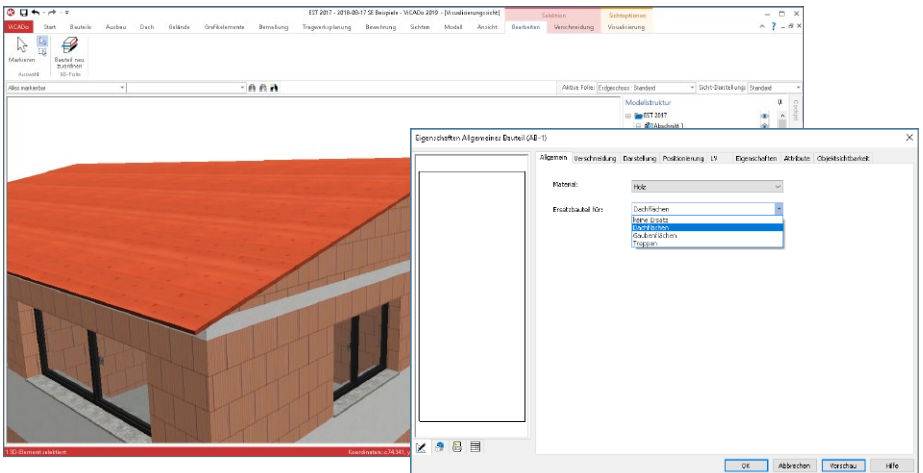 EST 2017 - 2018-08-17 SE Beispiele - ViCADo 2019 - [Visualisierungssicht]
Selektion
Sichtoptionen
ViCADo Start Bauteile Ausbau Dach Gelände Grafikelemente Bemaßung Tragwerksplanung Bewehrung Sichten Modell Ansicht Bearbeiten Verschneidung Visualisierung
Markieren
Bauteil neu
zuordnen
Auswahl 3D-Folie
Alles markierbar
Aktive Folie: Erdgeschoss : Standard Sicht-Darstellung: Standard
Modellstruktur
EST 2017
Abschnitt 1
Eigenschaften Allgemeines Bauteil (AB-1)
Allgemein Verschneidung Darstellung Positionierung LV Eigenschaften Attribute Objektsichtbarkeit
Material: Holz
Ersatzbauteil für: Dachflächen
Keine Ersatz
Dachflächen
Gaubenflächen
Treppen
1 3D-Element selektiert
OK Abbrechen Vorschau Hilfe